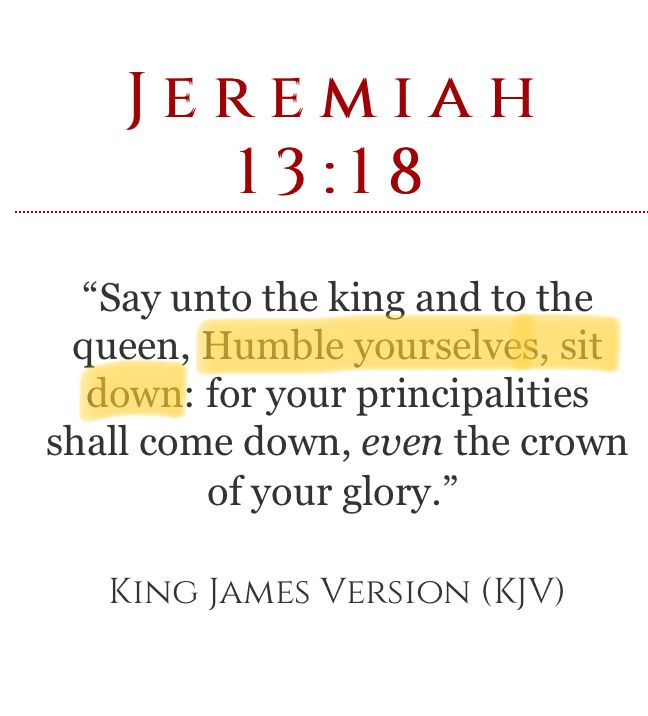 Jeremiah
13:18
“Say unto the king and to the
queen, Humble yourselves, sit
down: for your principalities
shall come down, even the crown
of your glory.”
King James Version (KJV)